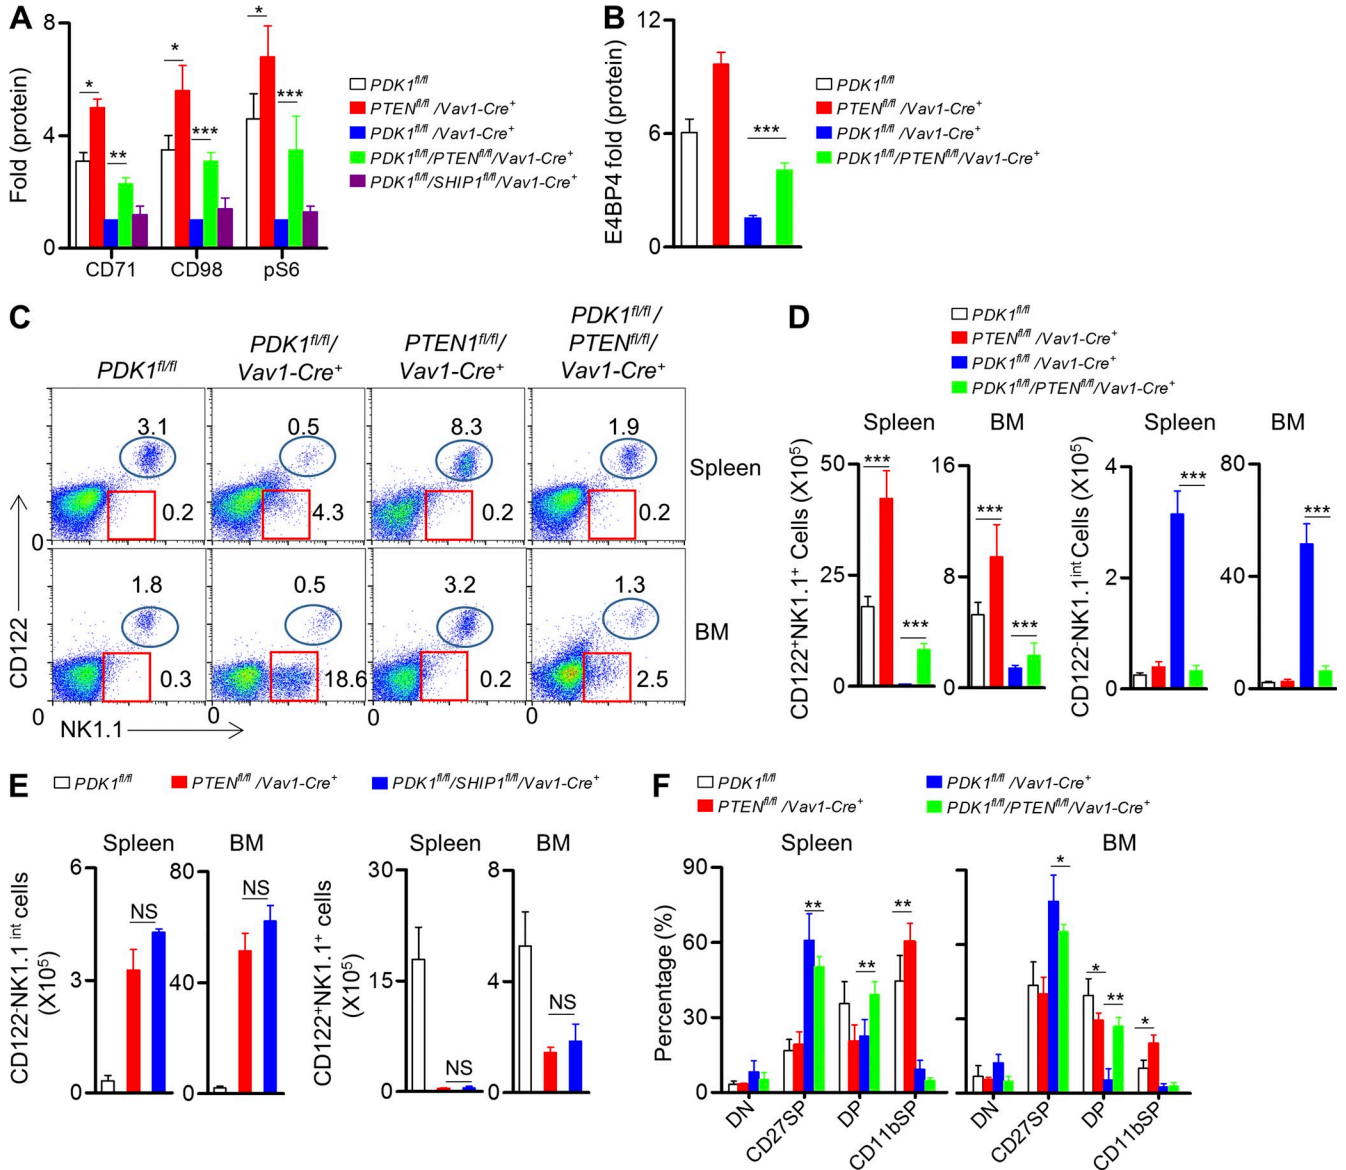 A
8
4
0
Fold (protein)
CD71
CD98
pS6
*
**
*
***
*
***
PDK1fl/fl
PTENfl/fl /Vav1-Cre+
PDK1fl/fl /Vav1-Cre+
PDK1fl/fl/PTENfl/fl/Vav1-Cre+
PDK1fl/fl/SHIP1fl/fl/Vav1-Cre+
B
12
6
0
E4BP4 fold (protein)
***
PDK1fl/fl
PTENfl/fl /Vav1-Cre+
PDK1fl/fl /Vav1-Cre+
PDK1fl/fl/PTENfl/fl/Vav1-Cre+
C
PDK1fl/fl
PDK1fl/fl/
Vav1-Cre+
PTEN1fl/fl/
Vav1-Cre+
PDK1fl/fl/
PTENfl/fl/
Vav1-Cre+
3.1
0.5
8.3
1.9
Spleen
0.2
4.3
0.2
0.2
0
1.8
0.5
3.2
1.3
BM
0.3
18.6
0.2
2.5
0
0
0
0
0
CD122
NK1.1
D
PDK1fl/fl
PTENfl/fl /Vav1-Cre+
PDK1fl/fl /Vav1-Cre+
PDK1fl/fl/PTENfl/fl/Vav1-Cre+
Spleen
BM
Spleen
BM
CD122+NK1.1+ Cells (X105)
50
25
0
***
***
16
8
0
***
***
CD122-NK1.1int Cells (X105)
4
2
0
***
80
40
0
***
E
PDK1fl/fl
PTENfl/fl /Vav1-Cre+
PDK1fl/fl/SHIP1fl/fl/Vav1-Cre+
Spleen
BM
Spleen
BM
CD122-NK1.1 int cells
(X105)
6
3
0
NS
80
40
0
NS
CD122+NK1.1+ cells
(X105)
30
15
0
NS
8
4
0
NS
F
PDK1fl/fl
PTENfl/fl /Vav1-Cre+
PDK1fl/fl /Vav1-Cre+
PDK1fl/fl/PTENfl/fl/Vav1-Cre+
Spleen
BM
Percentage (%)
90
60
30
0
**
**
**
*
*
**
*
DN
CD27SP
DP
CD11bSP
DN
CD27SP
DP
CD11bSP